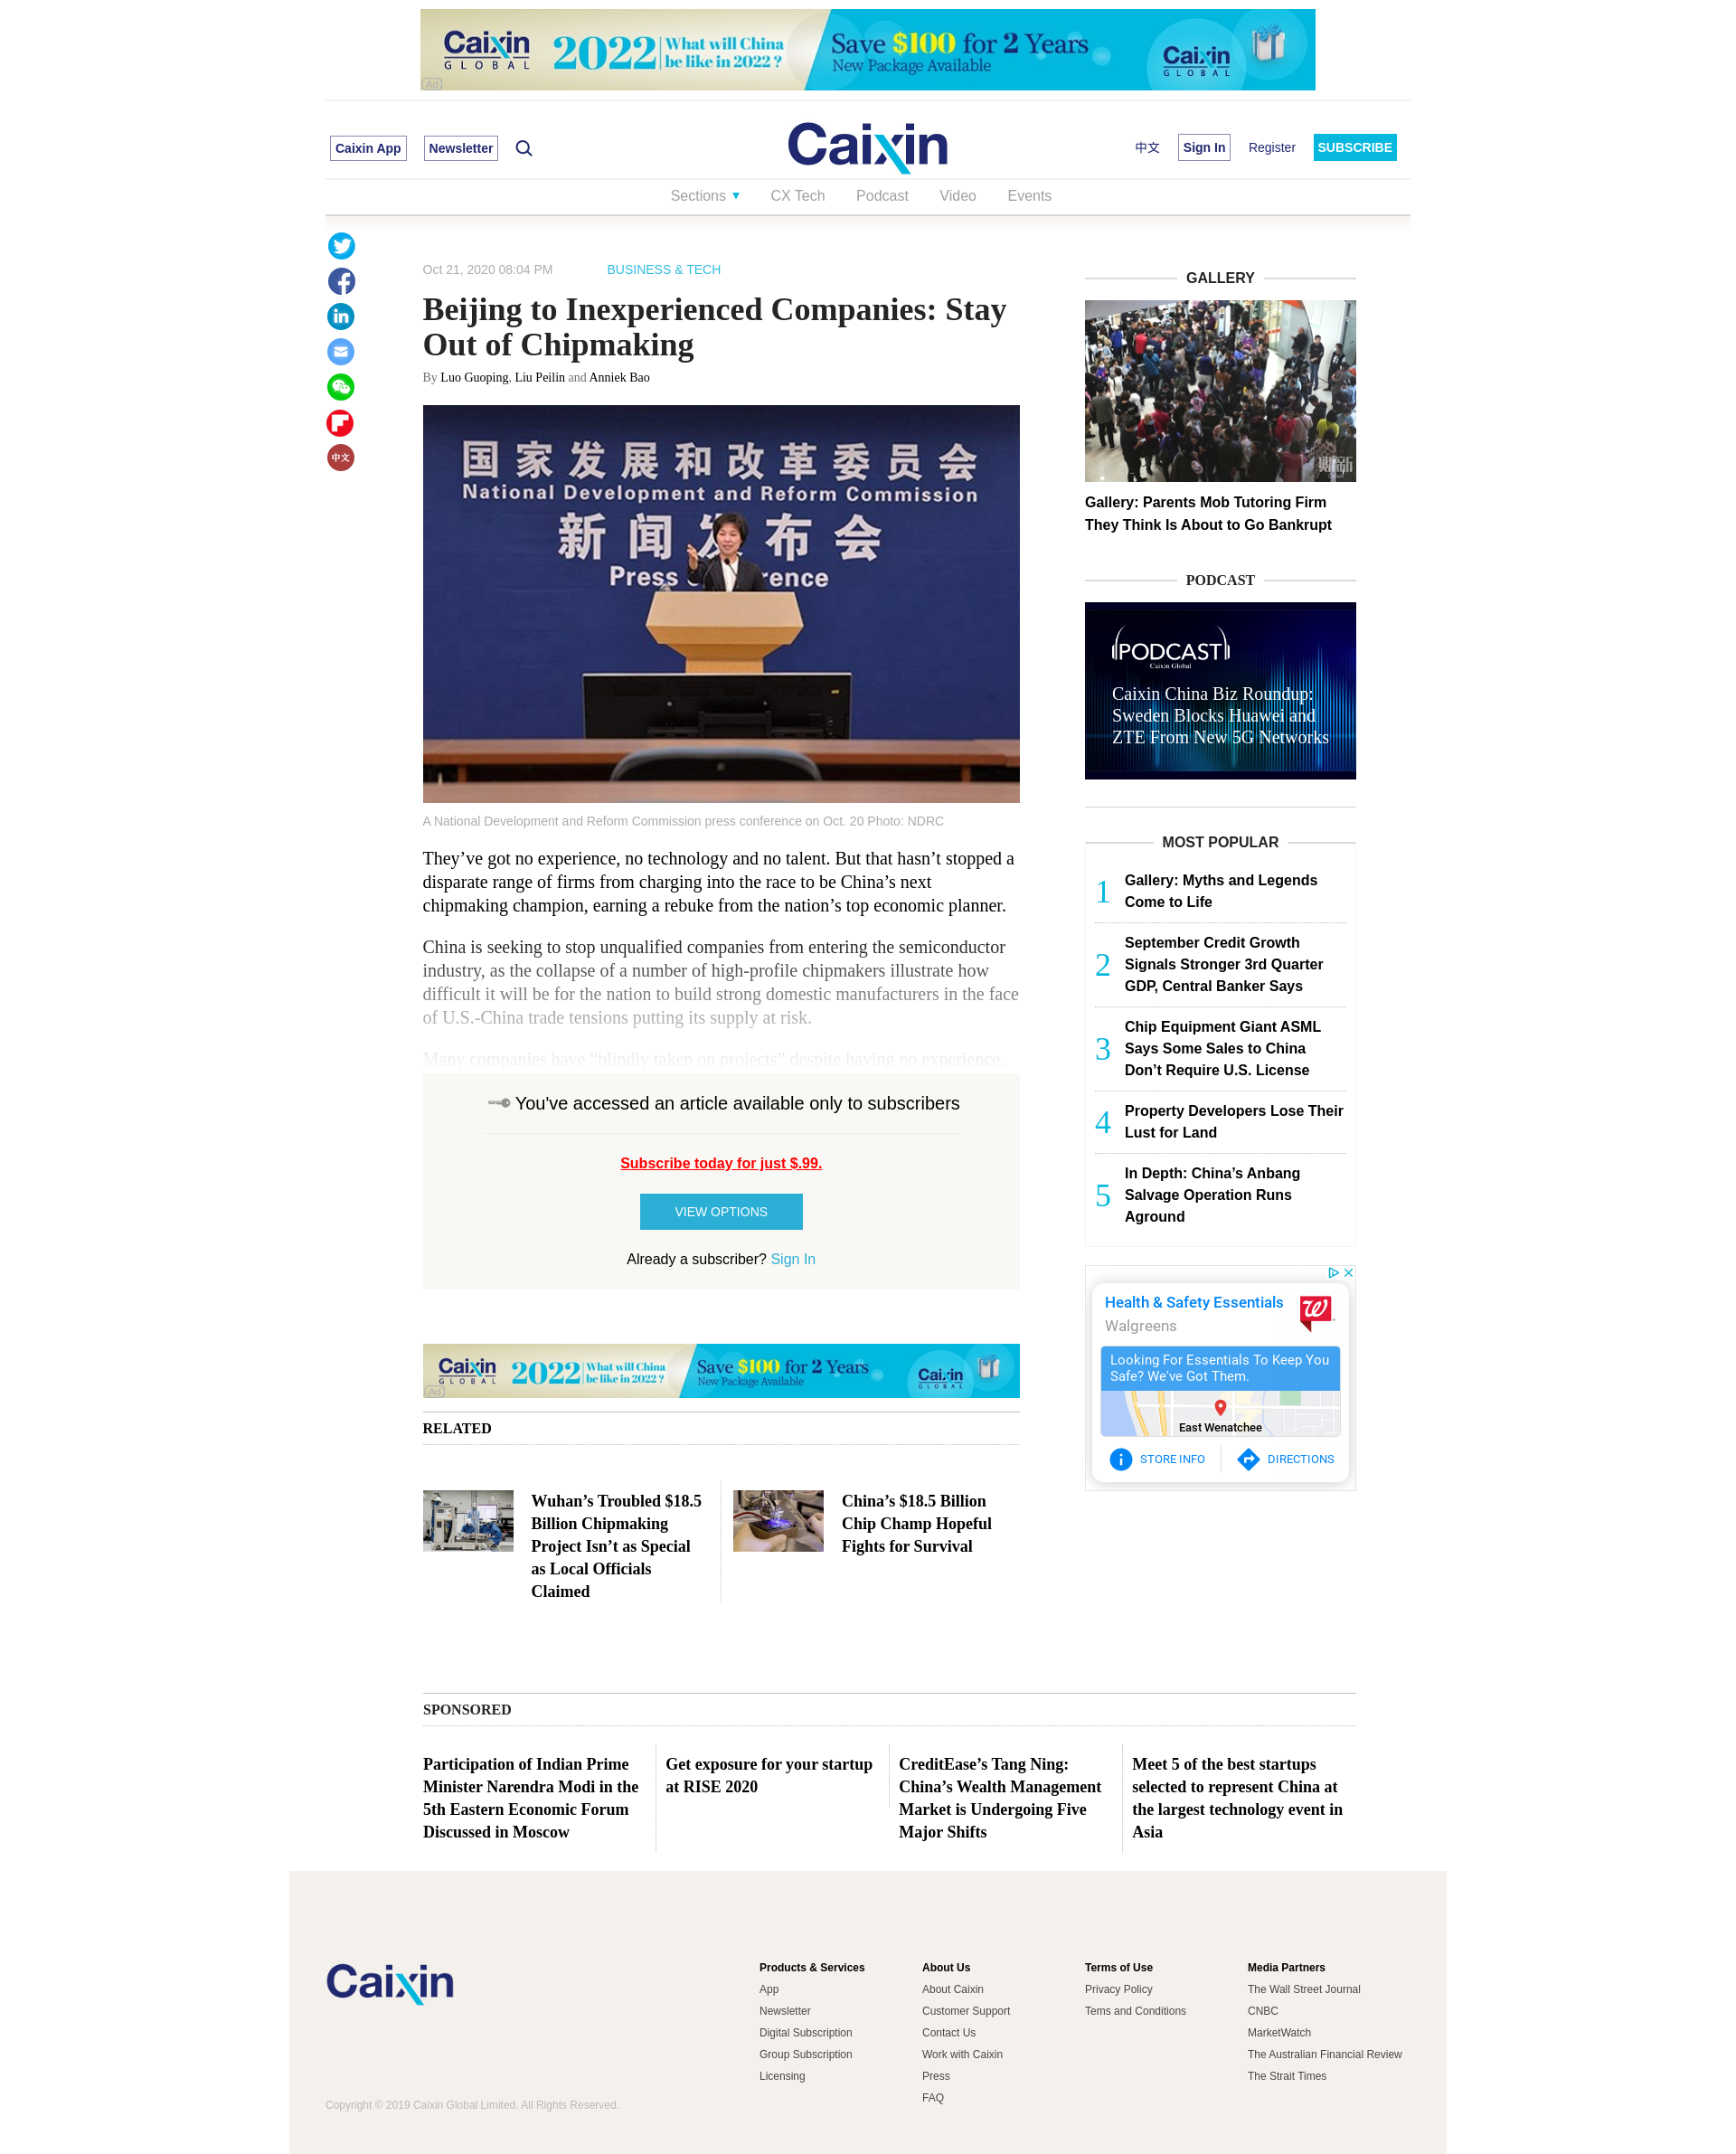 Caixin
GLOBAL
2022
What will China
be like in 2022 ?
Save $100 for 2 Years
New Package Available
Caixin
GLOBAL
Ad
Caixin App
Newsletter
Caixin
中文
Sign In
Register
SUBSCRIBE
Sections ▼
CX Tech
Podcast
Video
Events
中文
Oct 21, 2020 08:04 PM
BUSINESS & TECH
Beijing to Inexperienced Companies: Stay
Out of Chipmaking
By Luo Guoping, Liu Peilin and Anniek Bao
国家发展和改革委员会
National Development and Reform Commission
新闻发布会
Press Conference
A National Development and Reform Commission press conference on Oct. 20 Photo: NDRC
They’ve got no experience, no technology and no talent. But that hasn’t stopped a
disparate range of firms from charging into the race to be China’s next
chipmaking champion, earning a rebuke from the nation’s top economic planner.
China is seeking to stop unqualified companies from entering the semiconductor
industry, as the collapse of a number of high-profile chipmakers illustrate how
difficult it will be for the nation to build strong domestic manufacturers in the face
of U.S.-China trade tensions putting its supply at risk.
Many companies have “blindly taken on projects” despite having no experience,
You've accessed an article available only to subscribers
Subscribe today for just $.99.
VIEW OPTIONS
Already a subscriber? Sign In
Caixin
GLOBAL
2022
What will China
be like in 2022 ?
Save $100 for 2 Years
New Package Available
Caixin
GLOBAL
Ad
RELATED
Wuhan’s Troubled $18.5
Billion Chipmaking
Project Isn’t as Special
as Local Officials
Claimed
China’s $18.5 Billion
Chip Champ Hopeful
Fights for Survival
GALLERY
财新
Gallery: Parents Mob Tutoring Firm
They Think Is About to Go Bankrupt
PODCAST
PODCAST
Caixin Global
Caixin China Biz Roundup:
Sweden Blocks Huawei and
ZTE From New 5G Networks
MOST POPULAR
1
Gallery: Myths and Legends
Come to Life
2
September Credit Growth
Signals Stronger 3rd Quarter
GDP, Central Banker Says
3
Chip Equipment Giant ASML
Says Some Sales to China
Don’t Require U.S. License
4
Property Developers Lose Their
Lust for Land
5
In Depth: China’s Anbang
Salvage Operation Runs
Aground
Health & Safety Essentials
Walgreens
Looking For Essentials To Keep You
Safe? We've Got Them.
East Wenatchee
STORE INFO
DIRECTIONS
SPONSORED
Participation of Indian Prime
Minister Narendra Modi in the
5th Eastern Economic Forum
Discussed in Moscow
Get exposure for your startup
at RISE 2020
CreditEase’s Tang Ning:
China’s Wealth Management
Market is Undergoing Five
Major Shifts
Meet 5 of the best startups
selected to represent China at
the largest technology event in
Asia
Caixin
Copyright © 2019 Caixin Global Limited. All Rights Reserved.
Products & Services
App
Newsletter
Digital Subscription
Group Subscription
Licensing
About Us
About Caixin
Customer Support
Contact Us
Work with Caixin
Press
FAQ
Terms of Use
Privacy Policy
Tems and Conditions
Media Partners
The Wall Street Journal
CNBC
MarketWatch
The Australian Financial Review
The Strait Times